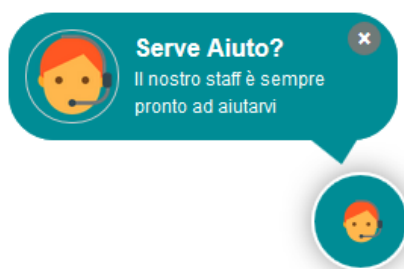 Serve Aiuto?
Il nostro staff è sempre
pronto ad aiutarvi